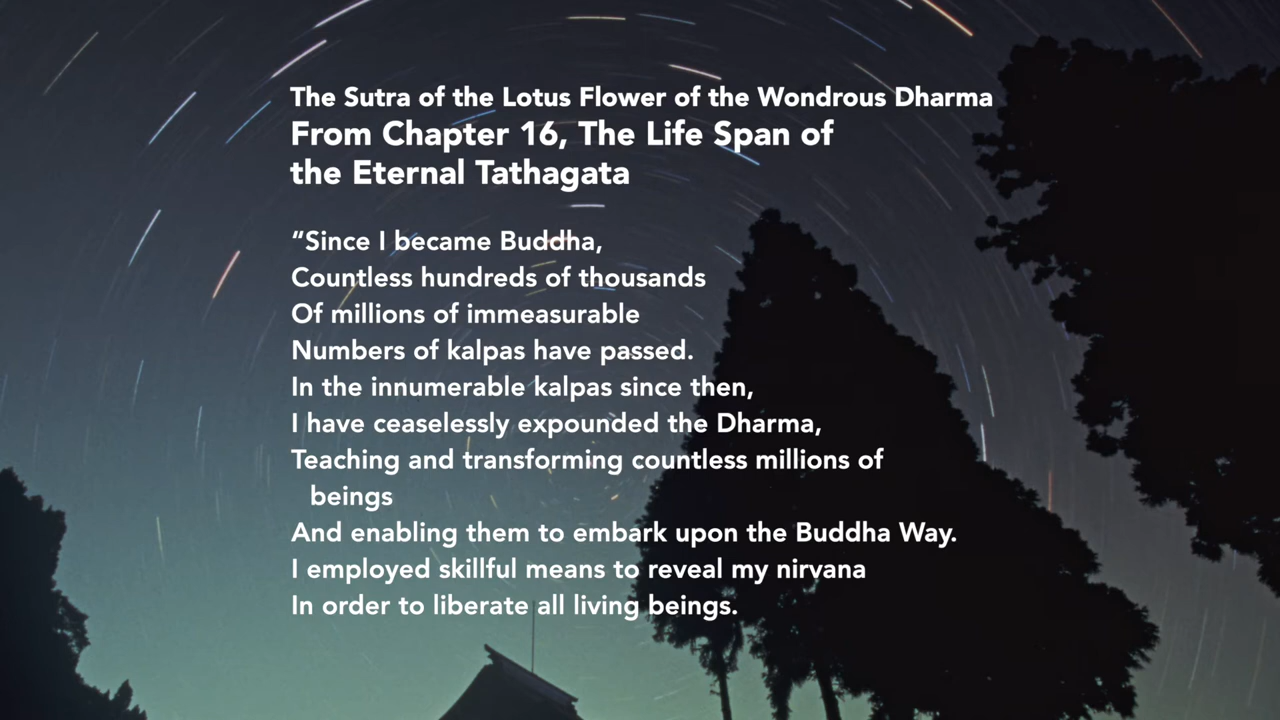 The Sutra of the Lotus Flower of the Wondrous Dharma
From Chapter 16, The Life Span of
the Eternal Tathagata
“Since I became Buddha,
Countless hundreds of thousands
Of millions of immeasurable
Numbers of kalpas have passed.
In the innumerable kalpas since then,
I have ceaselessly expounded the Dharma,
Teaching and transforming countless millions of
beings
And enabling them to embark upon the Buddha Way.
I employed skillful means to reveal my nirvana
In order to liberate all living beings.